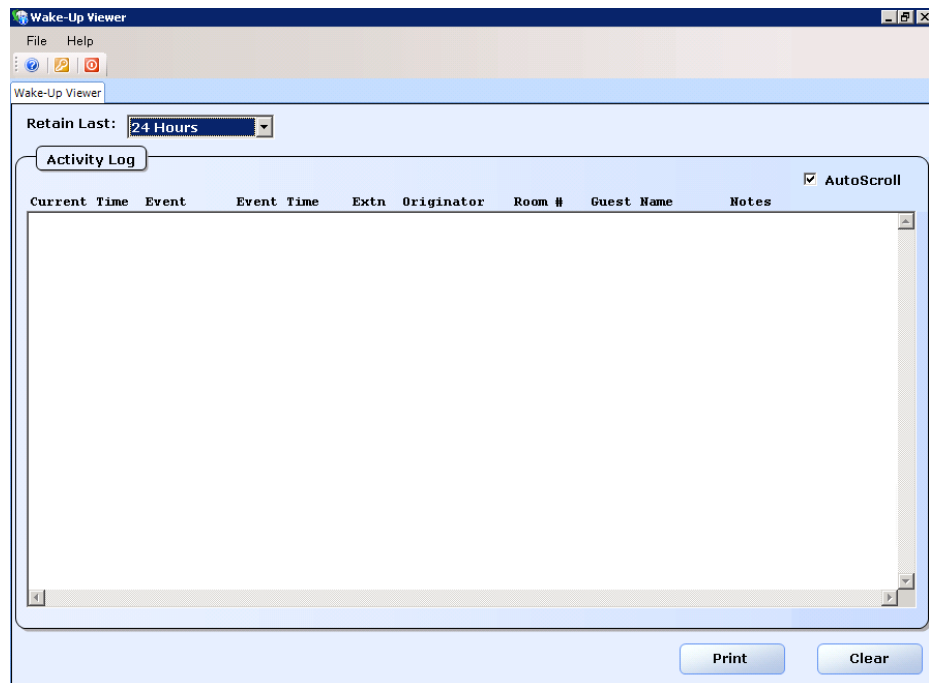 Wake-Up Viewer
File Help
Wake-Up Viewer
Retain Last: 24 Hours
Activity Log
AutoScroll
Current Time Event Event Time Extn Originator Room # Guest Name Notes
Print Clear